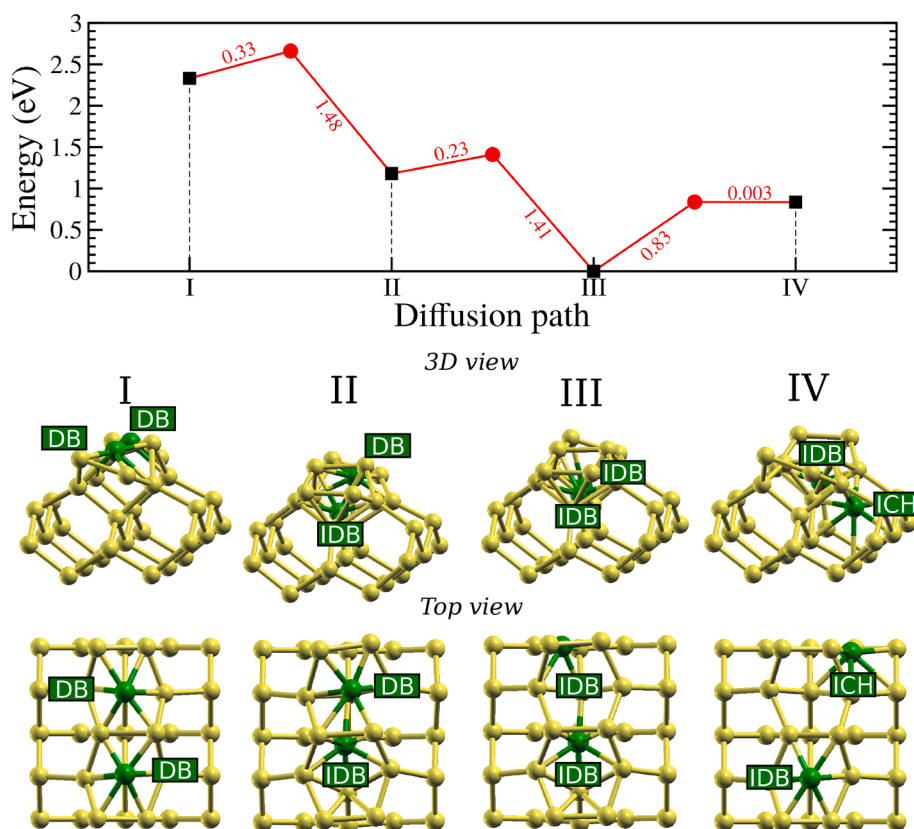 3
2.5
2
1.5
1
0.5
0
Energy (eV)
0.33
1.48
0.23
1.41
0.83
0.003
I II III IV
Diffusion path
3D view
I II III IV
DB DB
IDB DB
IDB IDB
IDB ICH
Top view
DB DB
DB IDB
IDB IDB
ICH IDB